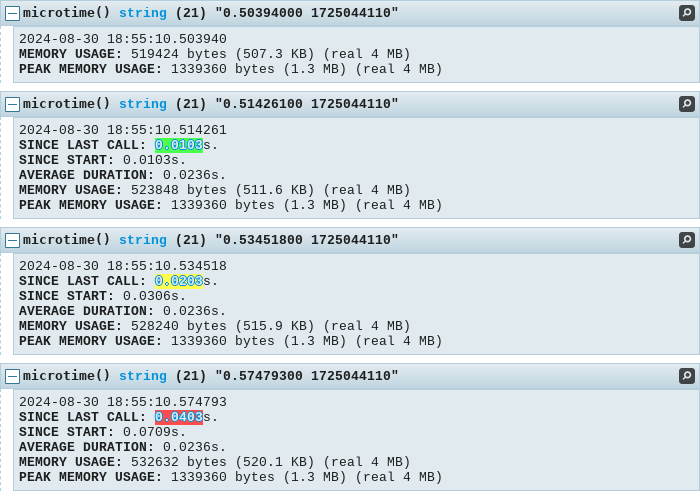 microtime() string (21) "0.50394000 1725044110"
2024-08-30 18:55:10.503940
MEMORY USAGE: 519424 bytes (507.3 KB) (real 4 MB)
PEAK MEMORY USAGE: 1339360 bytes (1.3 MB) (real 4 MB)
microtime() string (21) "0.51426100 1725044110"
2024-08-30 18:55:10.514261
SINCE LAST CALL: 0.0103s.
SINCE START: 0.0103s.
AVERAGE DURATION: 0.0236s.
MEMORY USAGE: 523848 bytes (511.6 KB) (real 4 MB)
PEAK MEMORY USAGE: 1339360 bytes (1.3 MB) (real 4 MB)
microtime() string (21) "0.53451800 1725044110"
2024-08-30 18:55:10.534518
SINCE LAST CALL: 0.0203s.
SINCE START: 0.0306s.
AVERAGE DURATION: 0.0236s.
MEMORY USAGE: 528240 bytes (515.9 KB) (real 4 MB)
PEAK MEMORY USAGE: 1339360 bytes (1.3 MB) (real 4 MB)
microtime() string (21) "0.57479300 1725044110"
2024-08-30 18:55:10.574793
SINCE LAST CALL: 0.0403s.
SINCE START: 0.0709s.
AVERAGE DURATION: 0.0236s.
MEMORY USAGE: 532632 bytes (520.1 KB) (real 4 MB)
PEAK MEMORY USAGE: 1339360 bytes (1.3 MB) (real 4 MB)